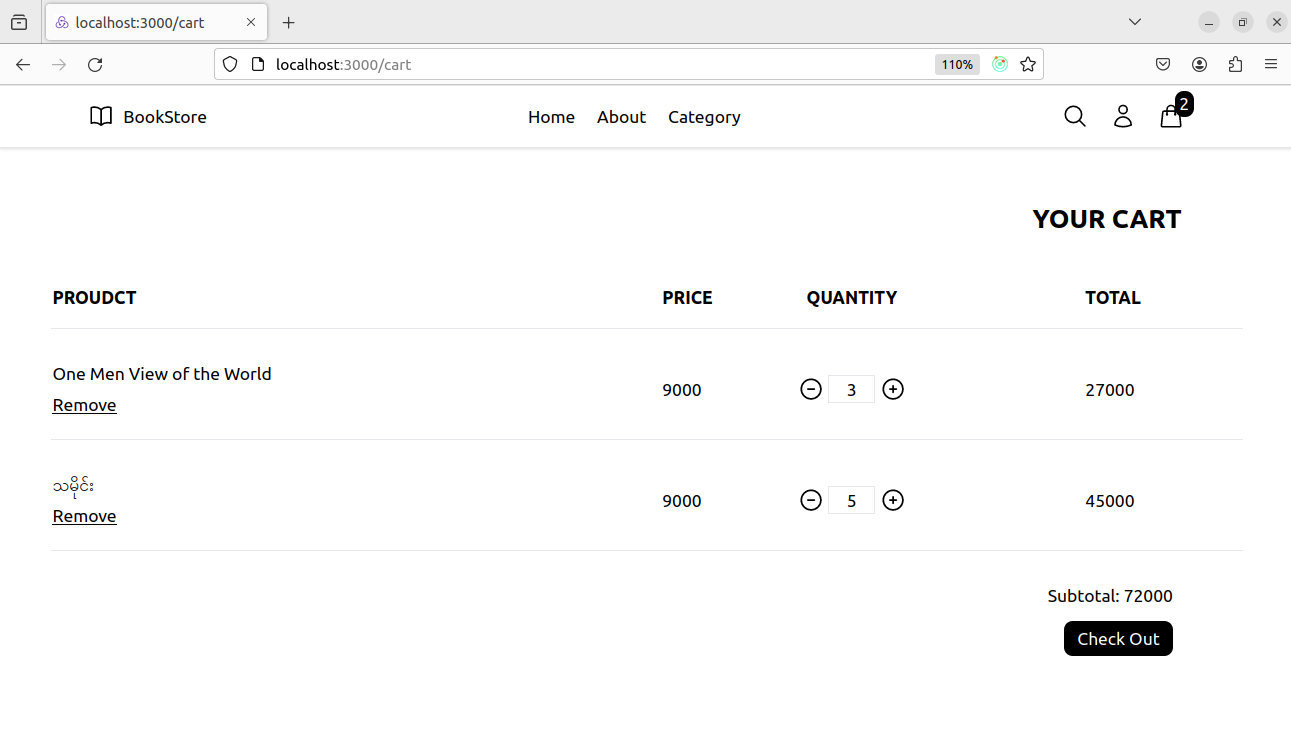 localhost:3000/cart
localhost:3000/cart 110%
BookStore Home About Category 2
YOUR CART
PROUDCT PRICE QUANTITY TOTAL
One Men View of the World
Remove
9000 3 27000
သမိုင်း
Remove
9000 5 45000
Subtotal: 72000
Check Out